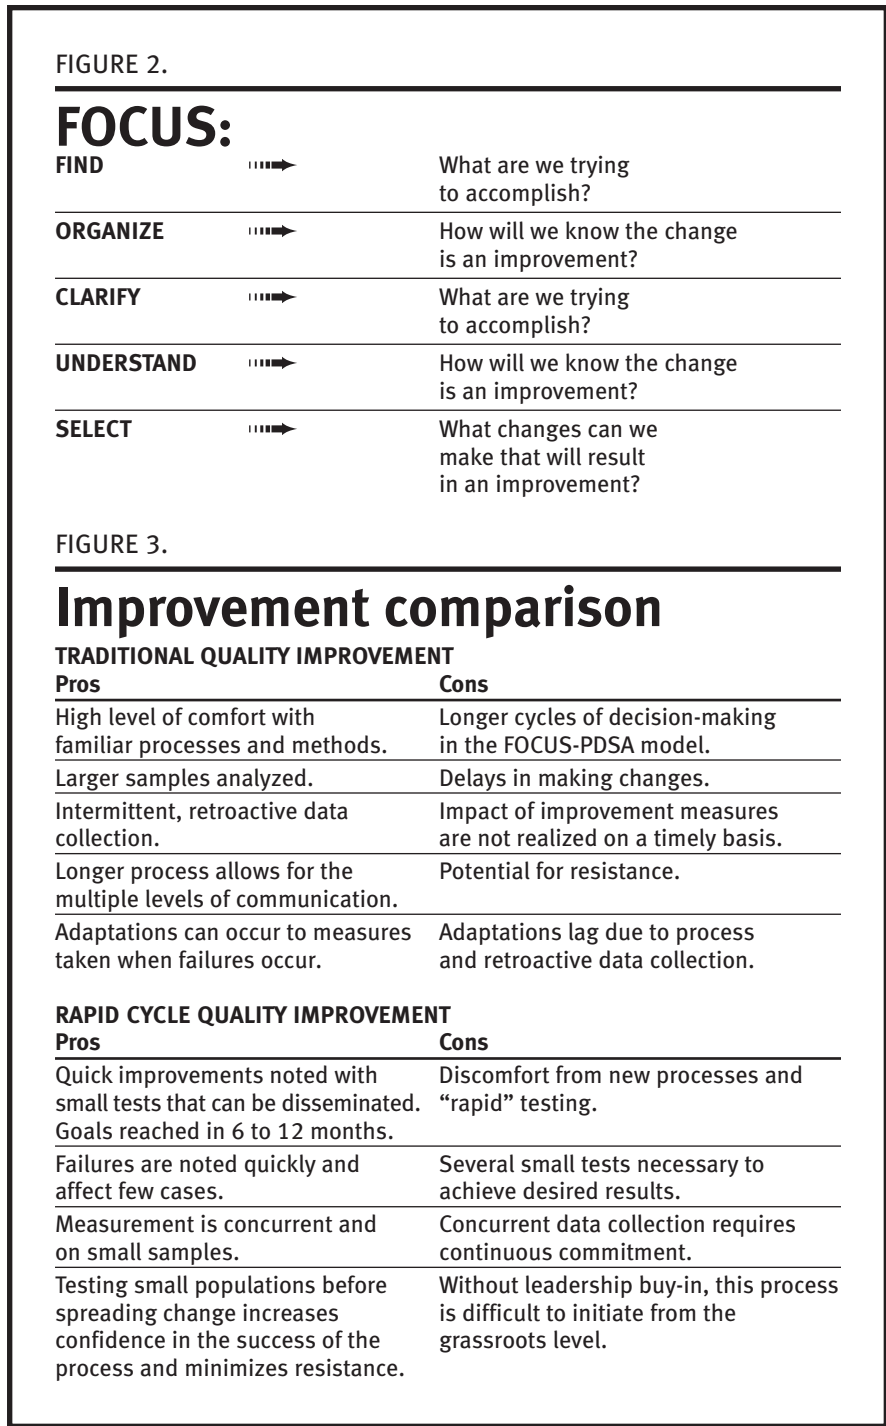 FIGURE 2.
FOCUS:
FIND What are we trying
to accomplish?
ORGANIZE How will we know the change
is an improvement?
CLARIFY What are we trying
to accomplish?
UNDERSTAND How will we know the change
is an improvement?
SELECT What changes can we
make that will result
in an improvement?
FIGURE 3.
Improvement comparison
TRADITIONAL QUALITY IMPROVEMENT
Pros Cons
High level of comfort with Longer cycles of decision-making
familiar processes and methods. in the FOCUS-PDSA model.
Larger samples analyzed. Delays in making changes.
Intermittent, retroactive data Impact of improvement measures
collection. are not realized on a timely basis.
Longer process allows for the Potential for resistance.
multiple levels of communication.
Adaptations can occur to measures Adaptations lag due to process
taken when failures occur. and retroactive data collection.
RAPID CYCLE QUALITY IMPROVEMENT
Pros Cons
Quick improvements noted with Discomfort from new processes and
small tests that can be disseminated. “rapid” testing.
Goals reached in 6 to 12 months.
Failures are noted quickly and Several small tests necessary to
affect few cases. achieve desired results.
Measurement is concurrent and Concurrent data collection requires
on small samples. continuous commitment.
Testing small populations before Without leadership buy-in, this process
spreading change increases is difficult to initiate from the
confidence in the success of the grassroots level.
process and minimizes resistance.